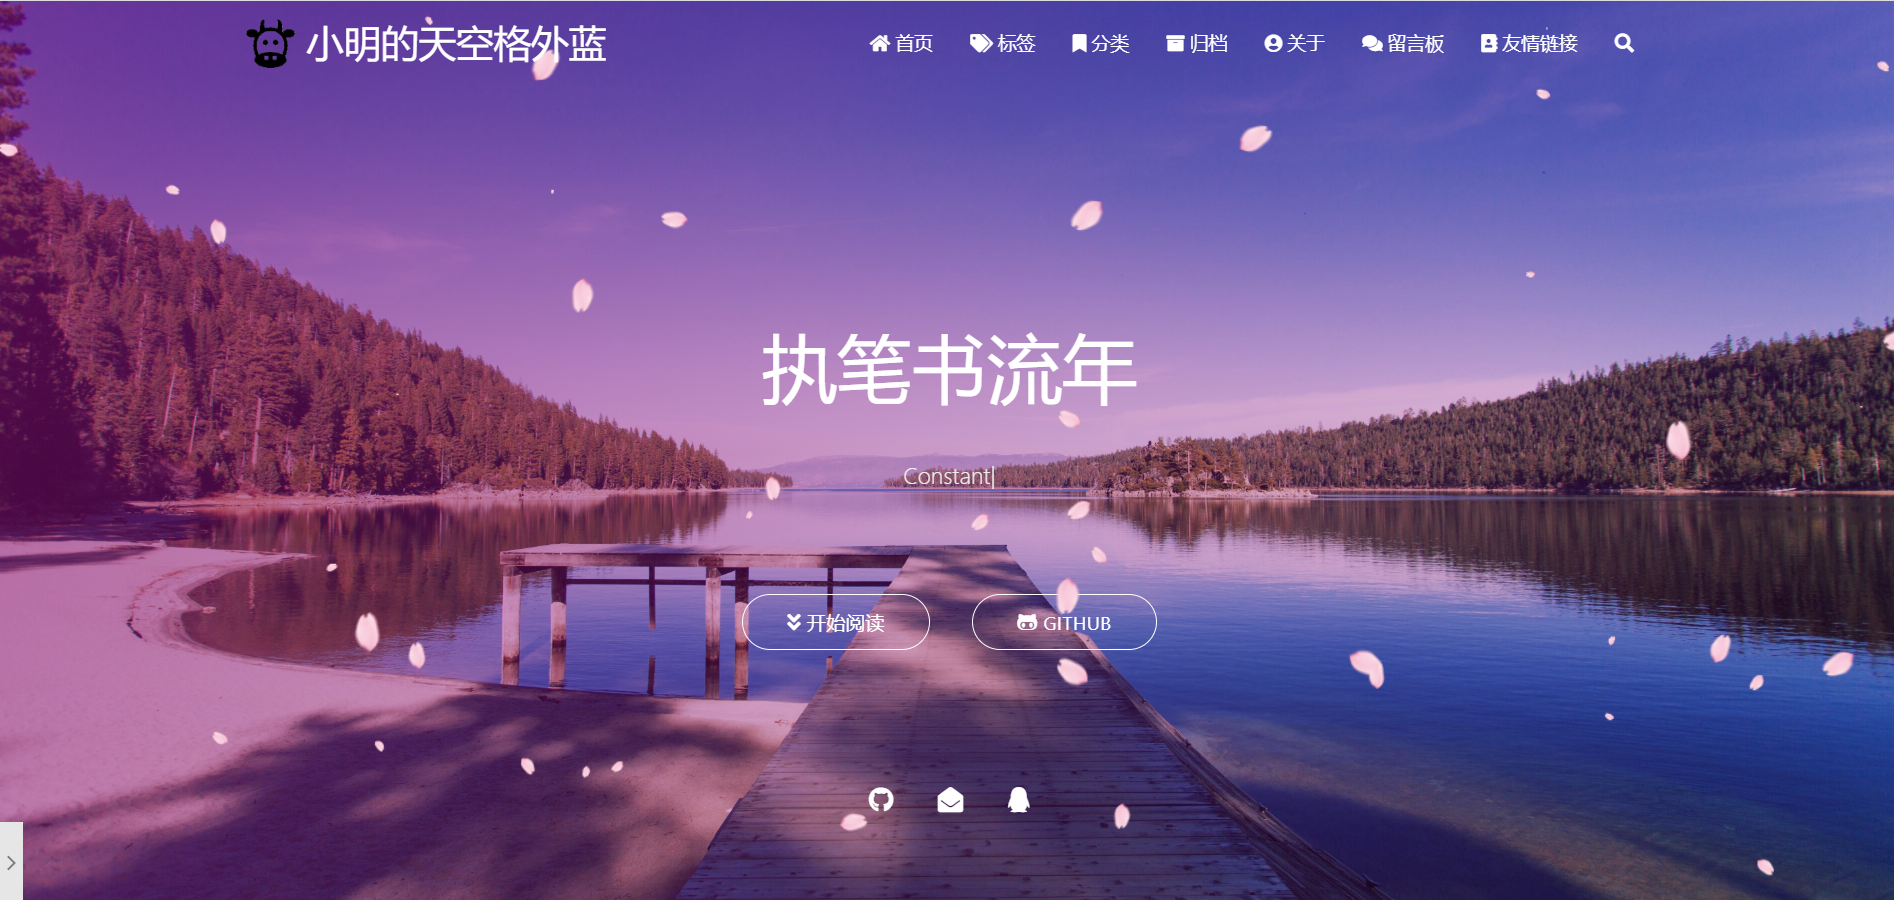 小明的天空格外蓝
首页 标签 分类 归档 关于 留言板 友情链接
执笔书流年
Constant
开始阅读 GITHUB